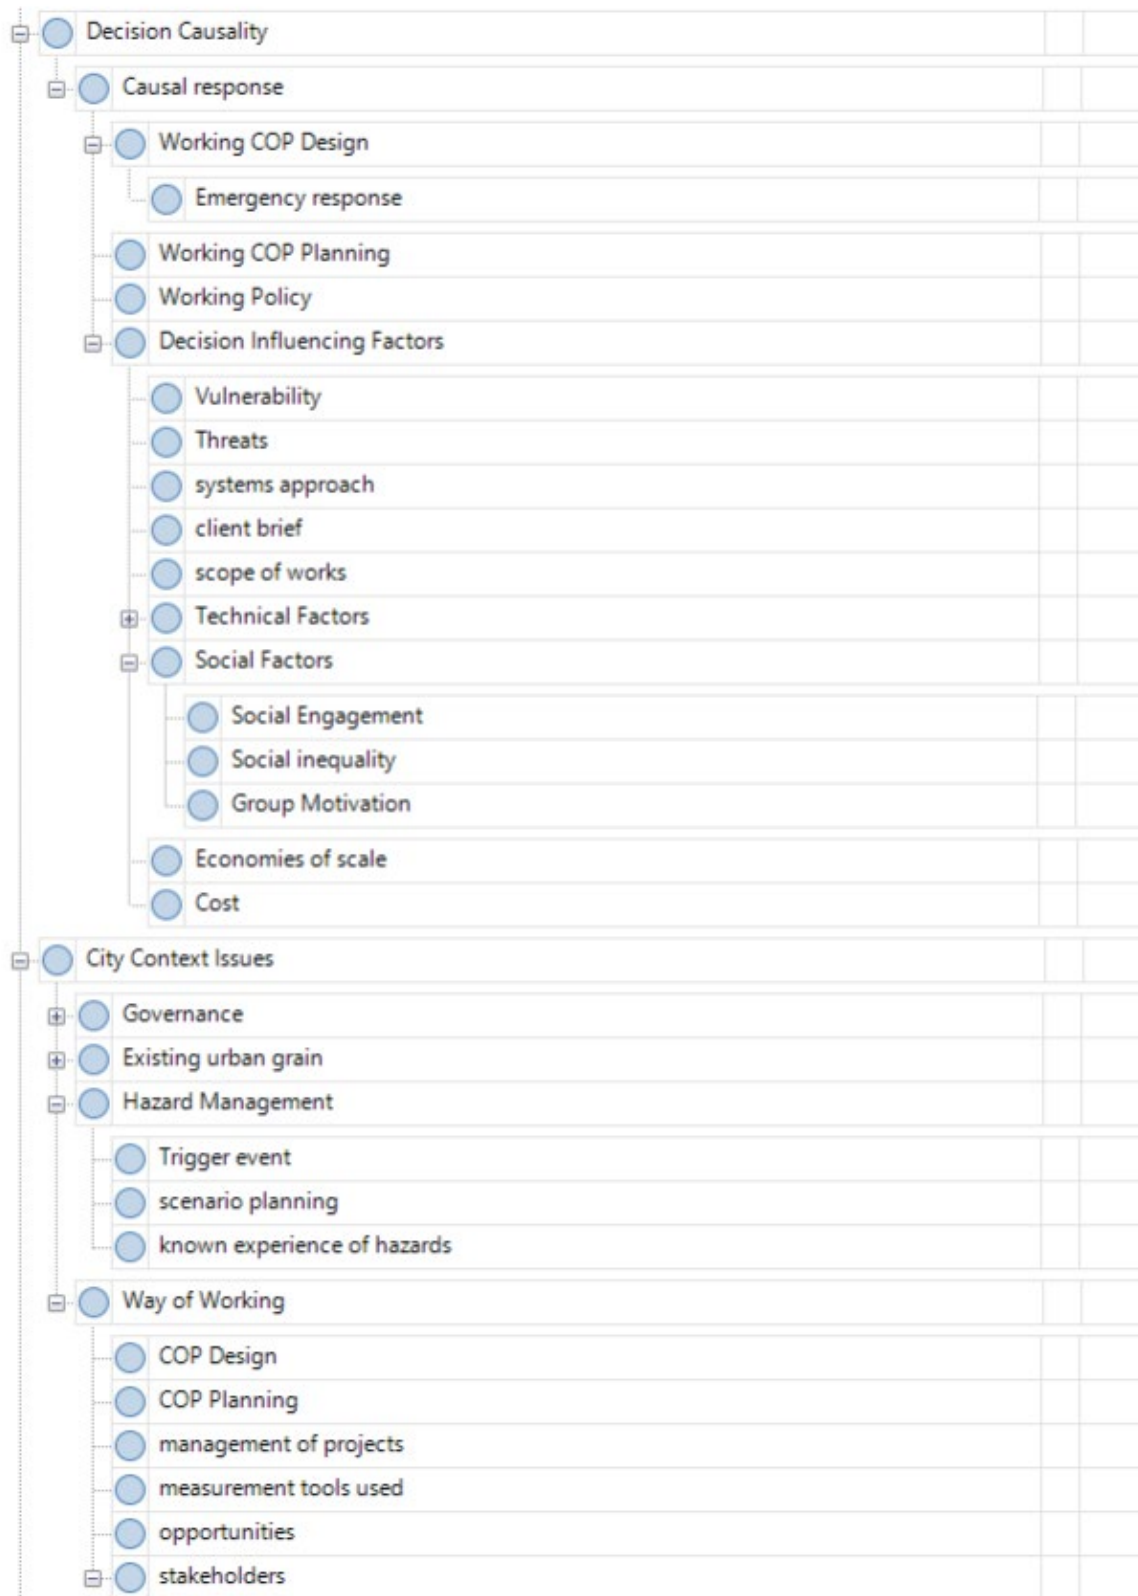 Decision Causality
Causal response
Working COP Design
Emergency response
Working COP Planning
Working Policy
Decision Influencing Factors
Vulnerability
Threats
systems approach
client brief
scope of works
Technical Factors
Social Factors
Social Engagement
Social inequality
Group Motivation
Economies of scale
Cost
City Context Issues
Governance
Existing urban grain
Hazard Management
Trigger event
scenario planning
known experience of hazards
Way of Working
COP Design
COP Planning
management of projects
measurement tools used
opportunities
stakeholders